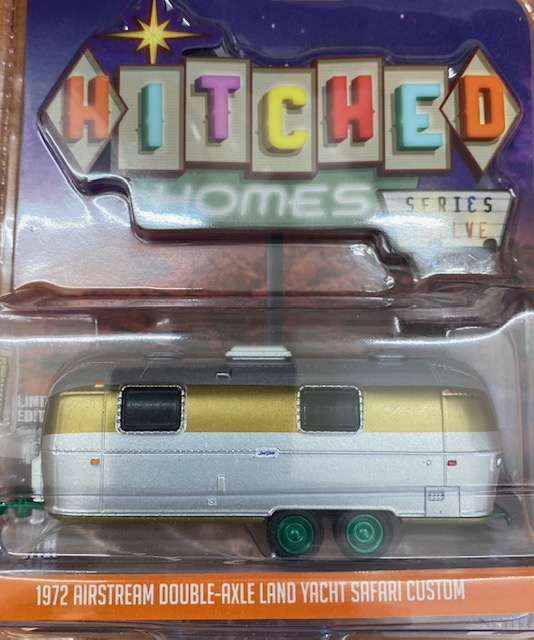 HITCHED
HOMES
SERIES
1972 AIRSTREAM DOUBLE-AXLE LAND YACHT SAFARI CUSTOM